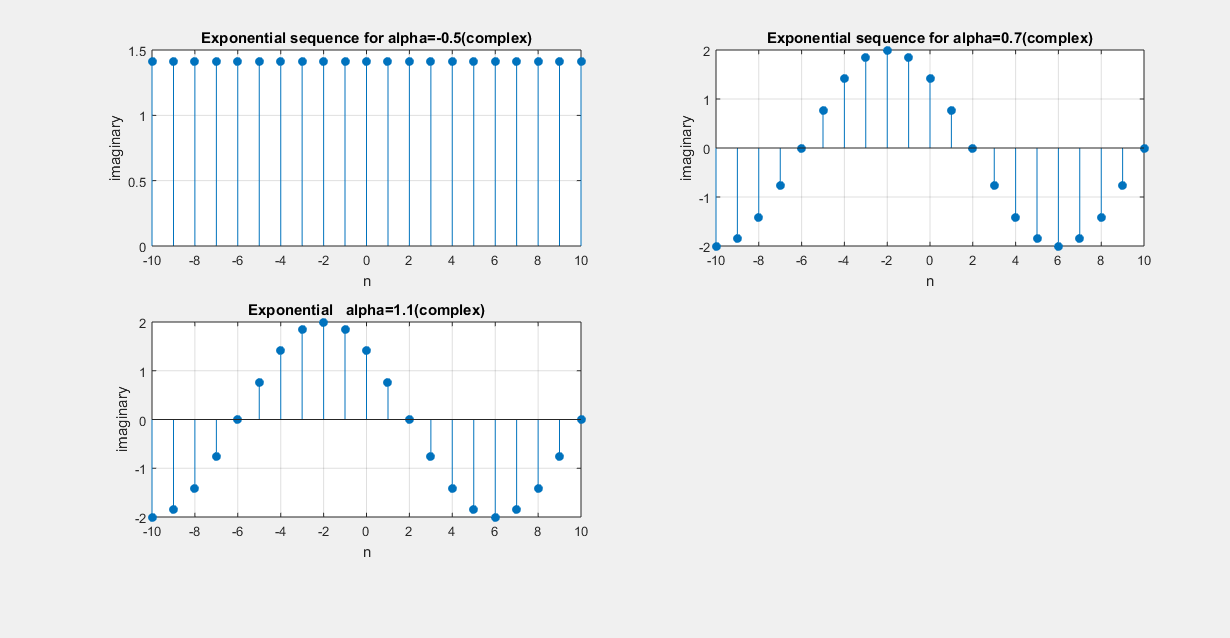 Exponential sequence for alpha=-0.5(complex)
1.5
1
0.5
0
imaginary
-10 -8 -6 -4 -2 0 2 4 6 8 10
n
Exponential sequence for alpha=0.7(complex)
2
1
0
-1
-2
imaginary
-10 -8 -6 -4 -2 0 2 4 6 8 10
n
Exponential   alpha=1.1(complex)
2
1
0
-1
-2
imaginary
-10 -8 -6 -4 -2 0 2 4 6 8 10
n